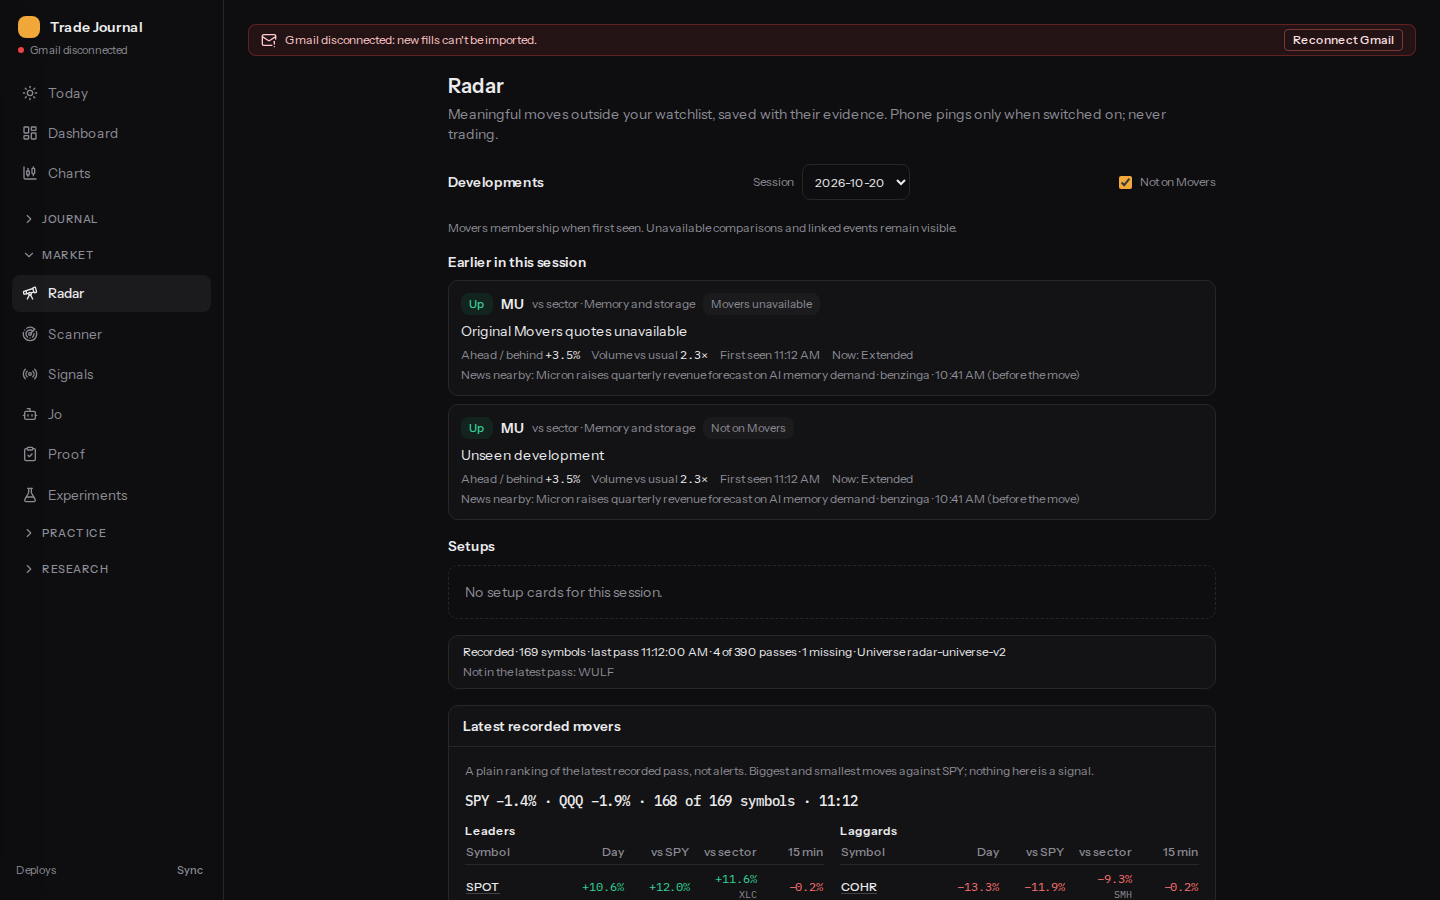 Trade Journal
Gmail disconnected
Today
Dashboard
Charts
JOURNAL
MARKET
Radar
Scanner
Signals
Jo
Proof
Experiments
PRACTICE
RESEARCH
Deploys Sync
Gmail disconnected: new fills can't be imported. Reconnect Gmail
Radar
Meaningful moves outside your watchlist, saved with their evidence. Phone pings only when switched on; never
trading.
Developments Session 2026-10-20 Not on Movers
Movers membership when first seen. Unavailable comparisons and linked events remain visible.
Earlier in this session
Up MU vs sector · Memory and storage Movers unavailable
Original Movers quotes unavailable
Ahead / behind +3.5% Volume vs usual 2.3× First seen 11:12 AM Now: Extended
News nearby: Micron raises quarterly revenue forecast on AI memory demand · benzinga · 10:41 AM (before the move)
Up MU vs sector · Memory and storage Not on Movers
Unseen development
Ahead / behind +3.5% Volume vs usual 2.3× First seen 11:12 AM Now: Extended
News nearby: Micron raises quarterly revenue forecast on AI memory demand · benzinga · 10:41 AM (before the move)
Setups
No setup cards for this session.
Recorded · 169 symbols · last pass 11:12:00 AM · 4 of 390 passes · 1 missing · Universe radar-universe-v2
Not in the latest pass: WULF
Latest recorded movers
A plain ranking of the latest recorded pass, not alerts. Biggest and smallest moves against SPY; nothing here is a signal.
SPY −1.4% · QQQ −1.9% · 168 of 169 symbols · 11:12
Leaders Laggards
Symbol Day vs SPY vs sector 15 min Symbol Day vs SPY vs sector 15 min
SPOT +10.6% +12.0% +11.6% −0.2% COHR −13.3% −11.9% −9.3% −0.2%
XLC SMH